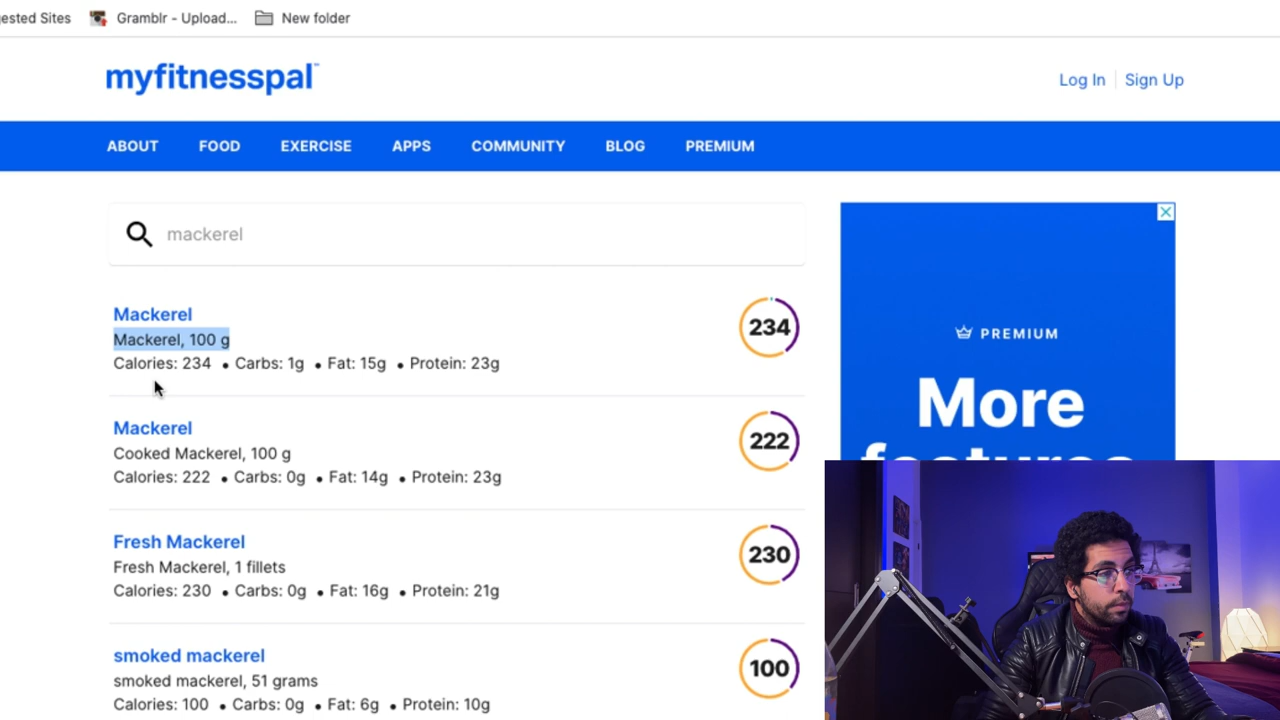 ested Sites Gramblr - Upload... New folder
myfitnesspal™
Log In Sign Up
ABOUT FOOD EXERCISE APPS COMMUNITY BLOG PREMIUM
mackerel
Mackerel
Mackerel, 100 g
Calories: 234 • Carbs: 1g • Fat: 15g • Protein: 23g
234
Mackerel
Cooked Mackerel, 100 g
Calories: 222 • Carbs: 0g • Fat: 14g • Protein: 23g
222
Fresh Mackerel
Fresh Mackerel, 1 fillets
Calories: 230 • Carbs: 0g • Fat: 16g • Protein: 21g
230
smoked mackerel
smoked mackerel, 51 grams
Calories: 100 • Carbs: 0g • Fat: 6g • Protein: 10g
100
PREMIUM
More
features